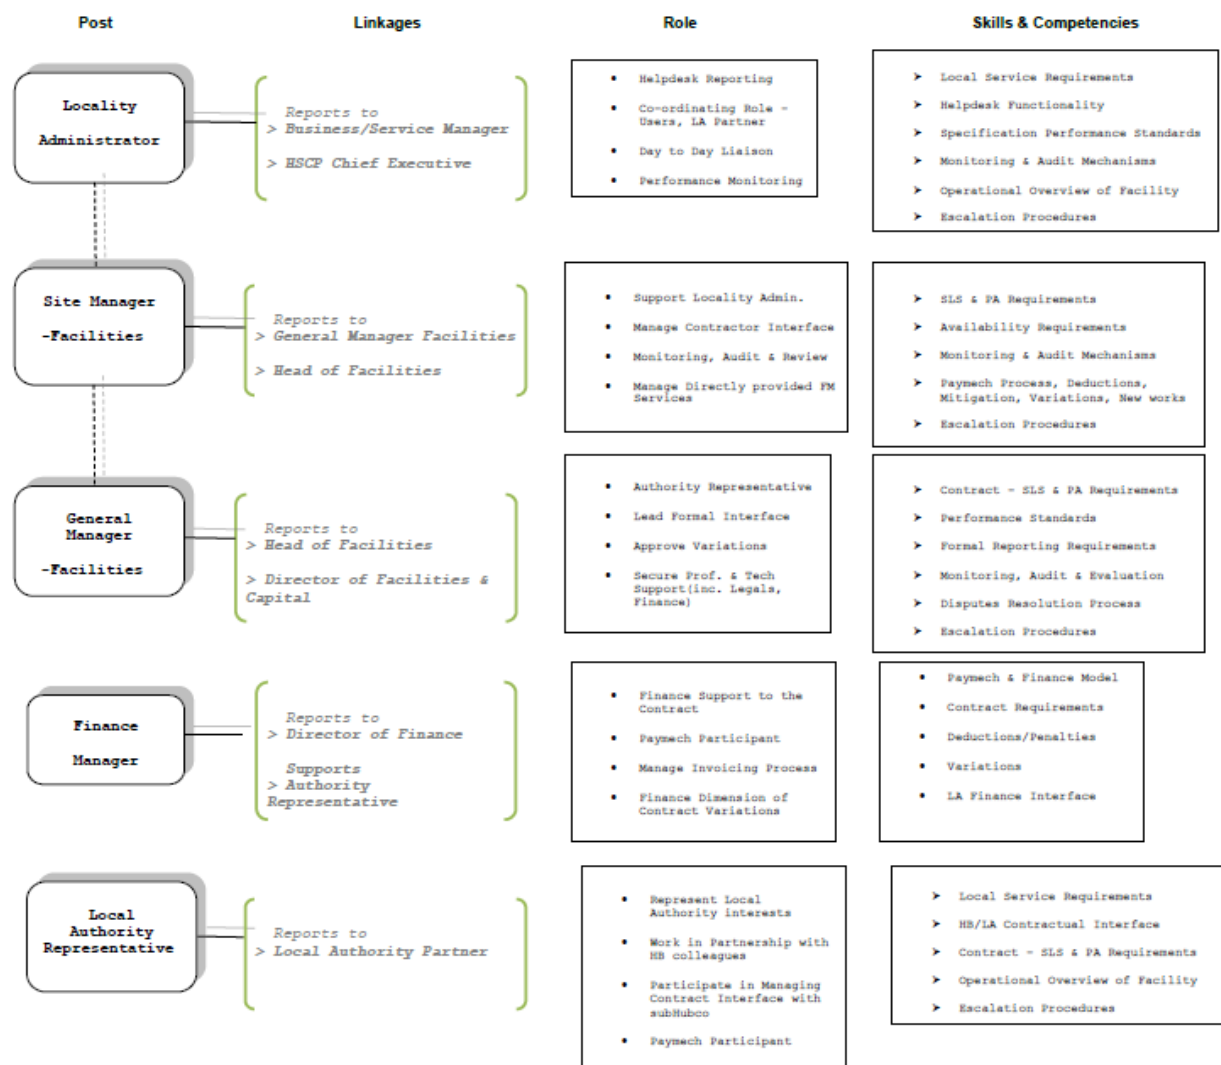 Post Linkages Role Skills & Competencies
Locality
Administrator
Reports to
> Business/Service Manager
> HSCP Chief Executive
• Helpdesk Reporting
• Co-ordinating Role –
Users, LA Partner
• Day to Day Liaison
• Performance Monitoring
➤ Local Service Requirements
➤ Helpdesk Functionality
➤ Specification Performance Standards
➤ Monitoring & Audit Mechanisms
➤ Operational Overview of Facility
➤ Escalation Procedures
Site Manager
-Facilities
Reports to
> General Manager Facilities
> Head of Facilities
• Support Locality Admin.
• Manage Contractor Interface
• Monitoring, Audit & Review
• Manage Directly provided FM
Services
➤ SLS & PA Requirements
➤ Availability Requirements
➤ Monitoring & Audit Mechanisms
➤ Paymech Process, Deductions,
Mitigation, Variations, New works
➤ Escalation Procedures
General
Manager
-Facilities
Reports to
> Head of Facilities
> Director of Facilities &
Capital
• Authority Representative
• Lead Formal Interface
• Approve Variations
• Secure Prof. & Tech
Support(inc. Legals,
Finance)
➤ Contract – SLS & PA Requirements
➤ Performance Standards
➤ Formal Reporting Requirements
➤ Monitoring, Audit & Evaluation
➤ Disputes Resolution Process
➤ Escalation Procedures
Finance
Manager
Reports to
> Director of Finance
Supports
> Authority
Representative
• Finance Support to the
Contract
• Paymech Participant
• Manage Invoicing Process
• Finance Dimension of
Contract Variations
• Paymech & Finance Model
• Contract Requirements
• Deductions/Penalties
• Variations
• LA Finance Interface
Local
Authority
Representative
Reports to
> Local Authority Partner
• Represent Local
Authority interests
• Work in Partnership with
HB colleagues
• Participate in Managing
Contract Interface with
subHubco
• Paymech Participant
➤ Local Service Requirements
➤ HB/LA Contractual Interface
➤ Contract – SLS & PA Requirements
➤ Operational Overview of Facility
➤ Escalation Procedures